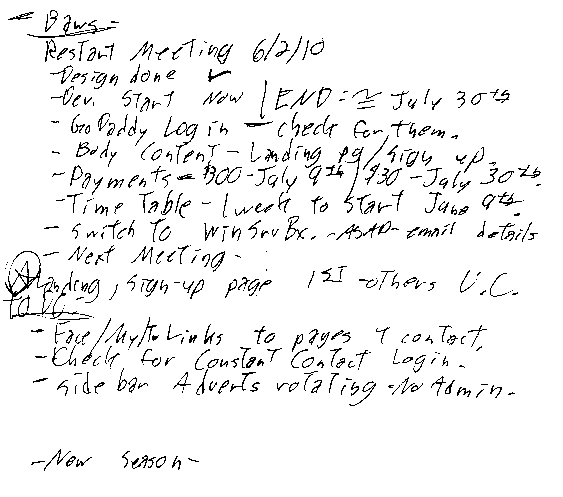 - Baws -
Restart Meeting 6/2/10
- Design done ✓
- Dev. Start Now | END = ≅ July 30th
- GoDaddy Log in - check for them.
- Body Content - Landing pg/sign up.
- Payments - $300 - July 9th / $30 - July 30th.
- Time Table - 1 week to start June 9th.
- Switch to WinSrvBx. - ASAP - email details
- Next Meeting -
Landing, sign-up page 1st - others U.C.
TO DO
- Face/My/Tw Links to pages & contact.
- Check for Constant Contact Login.
- Side bar Adverts rotating - No Admin.
- New Season -